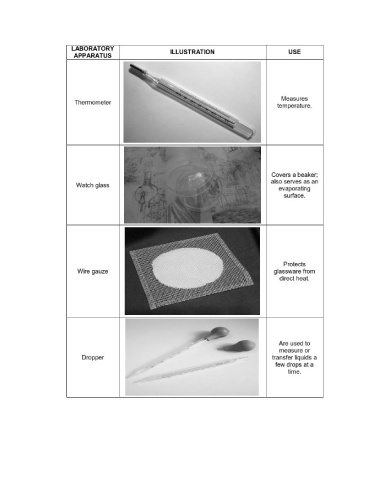 LABORATORY
APPARATUS
ILLUSTRATION
USE
Thermometer
Measures
temperature.
Watch glass
Covers a beaker;
also serves as an
evaporating
surface.
Wire gauze
Protects
glassware from
direct heat.
Dropper
Are used to
measure or
transfer liquids a
few drops at a
time.